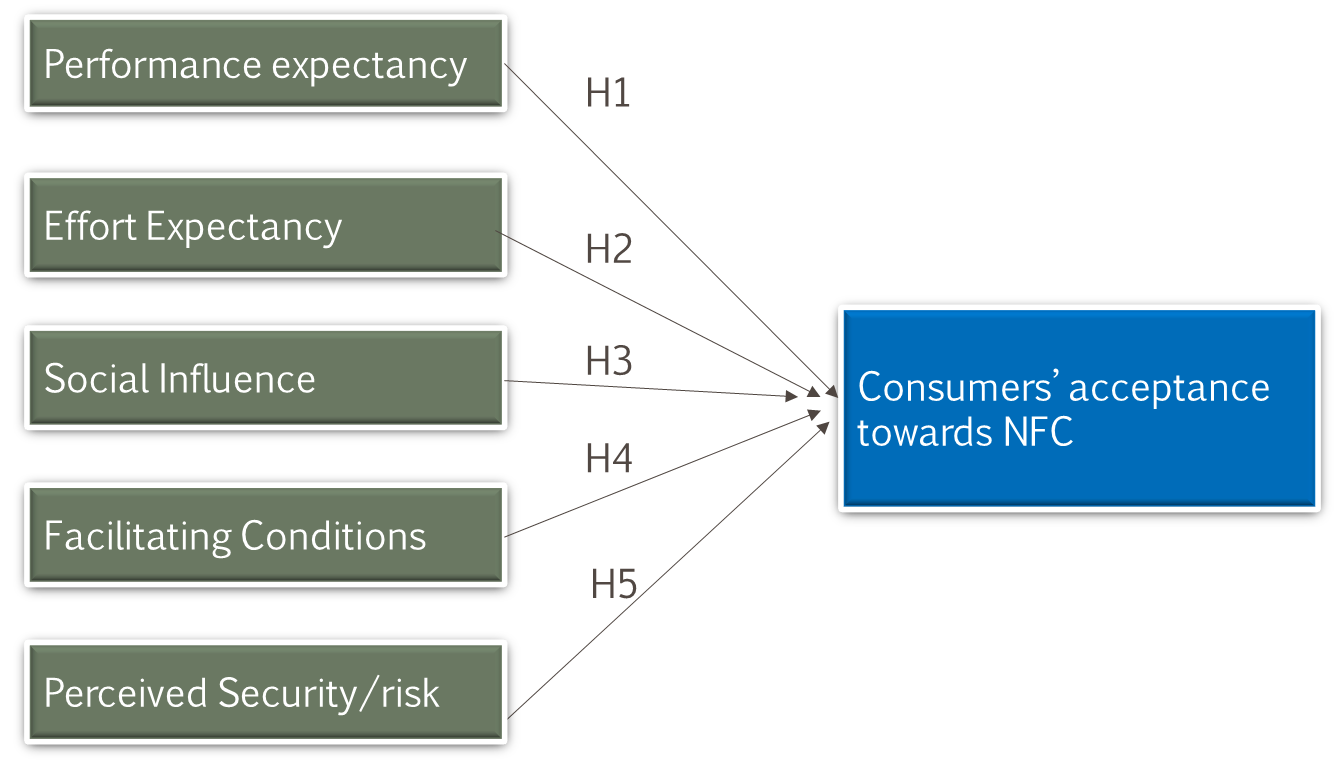 Performance expectancy
H1
Effort Expectancy
H2
Social Influence
H3
Consumers’ acceptance
towards NFC
H4
Facilitating Conditions
H5
Perceived Security/risk